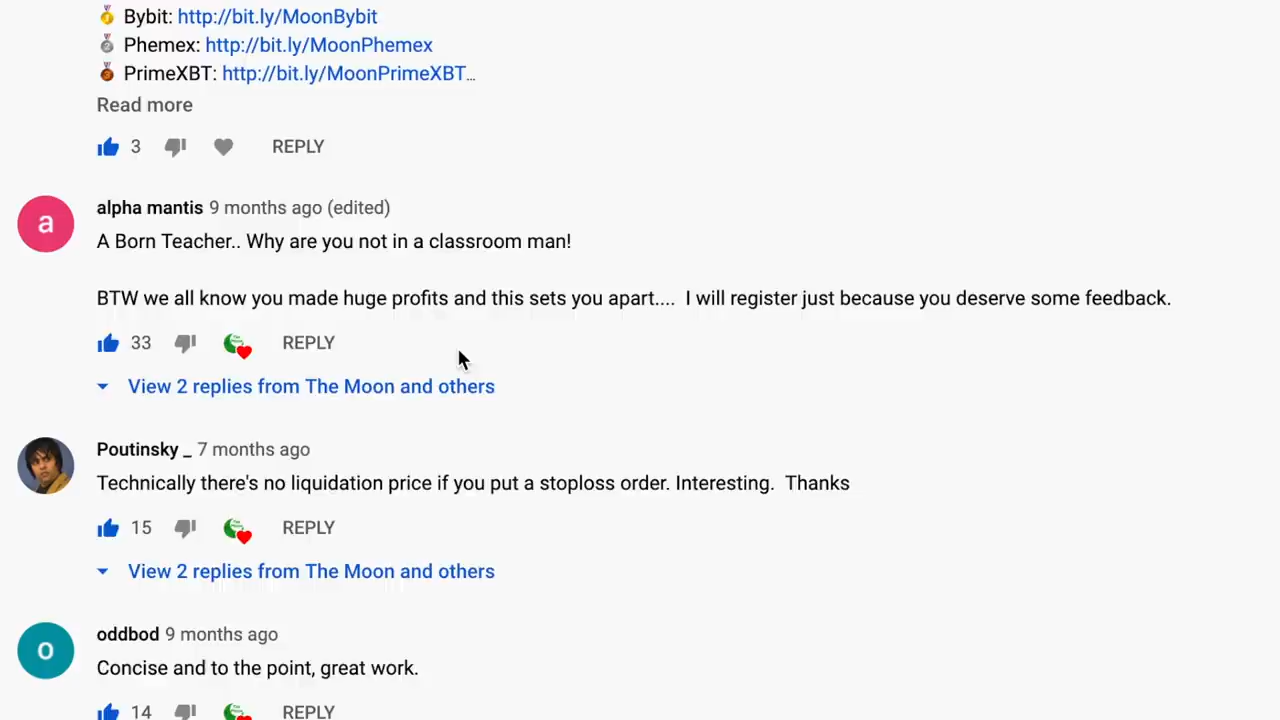 Bybit: http://bit.ly/MoonBybit
Phemex: http://bit.ly/MoonPhemex
PrimeXBT: http://bit.ly/MoonPrimeXBT…
Read more
3 REPLY
a
alpha mantis 9 months ago (edited)
A Born Teacher.. Why are you not in a classroom man!
BTW we all know you made huge profits and this sets you apart.... I will register just because you deserve some feedback.
33 REPLY
View 2 replies from The Moon and others
Poutinsky _ 7 months ago
Technically there's no liquidation price if you put a stoploss order. Interesting. Thanks
15 REPLY
View 2 replies from The Moon and others
o
oddbod 9 months ago
Concise and to the point, great work.
14 REPLY